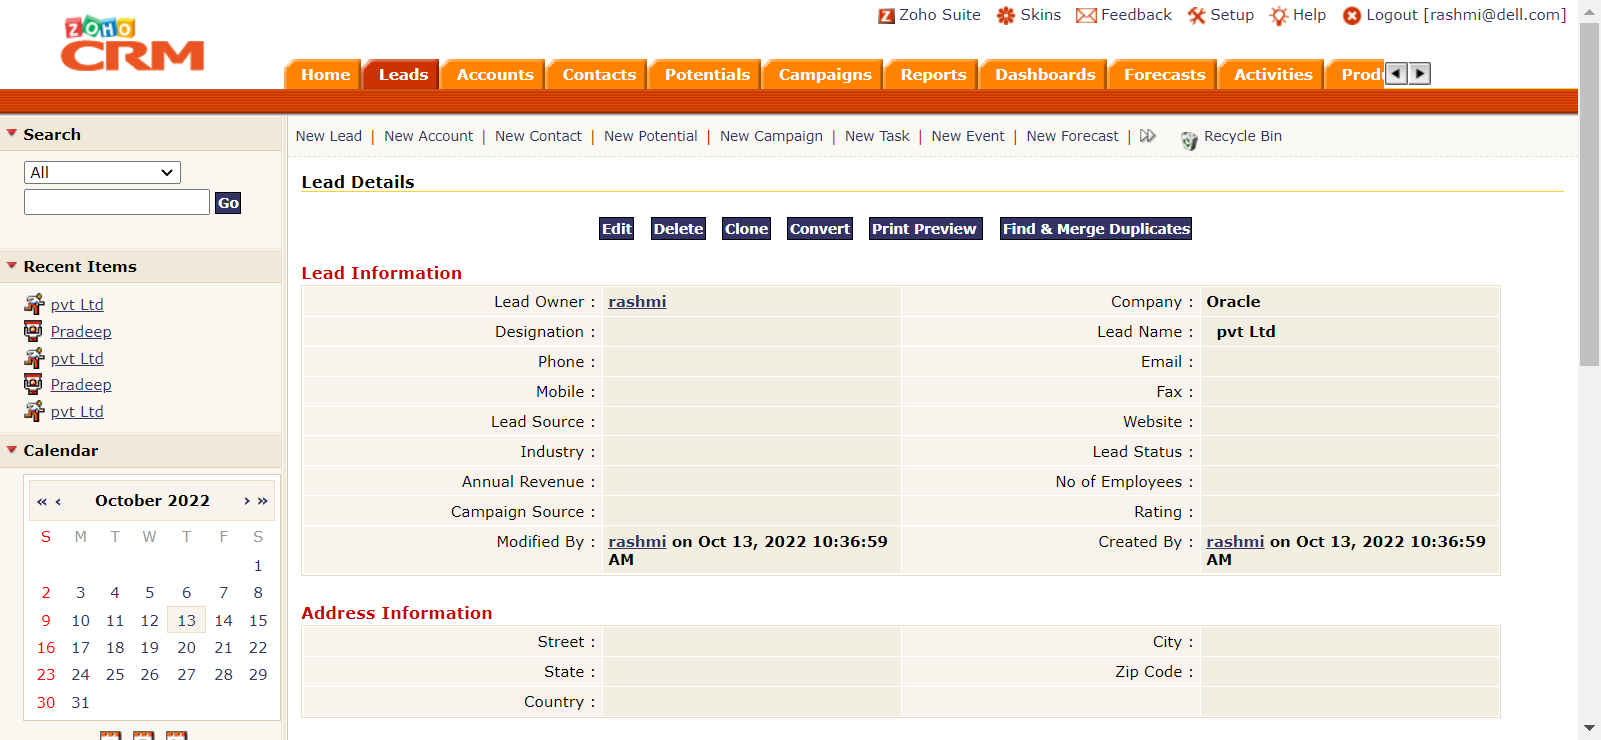 Zoho Suite Skins Feedback Setup Help Logout [rashmi@dell.com]
ZOHO
CRM
Home Leads Accounts Contacts Potentials Campaigns Reports Dashboards Forecasts Activities
Search
All
Go
Recent Items
pvt Ltd
Pradeep
pvt Ltd
Pradeep
pvt Ltd
Calendar
« ‹ October 2022 › »
S M T W T F S
1
2 3 4 5 6 7 8
9 10 11 12 13 14 15
16 17 18 19 20 21 22
23 24 25 26 27 28 29
30 31
New Lead | New Account | New Contact | New Potential | New Campaign | New Task | New Event | New Forecast | Recycle Bin
Lead Details
Edit Delete Clone Convert Print Preview Find & Merge Duplicates
Lead Information
Lead Owner : rashmi Company : Oracle
Designation : Lead Name : pvt Ltd
Phone : Email :
Mobile : Fax :
Lead Source : Website :
Industry : Lead Status :
Annual Revenue : No of Employees :
Campaign Source : Rating :
Modified By : rashmi on Oct 13, 2022 10:36:59 AM Created By : rashmi on Oct 13, 2022 10:36:59 AM
Address Information
Street : City :
State : Zip Code :
Country :